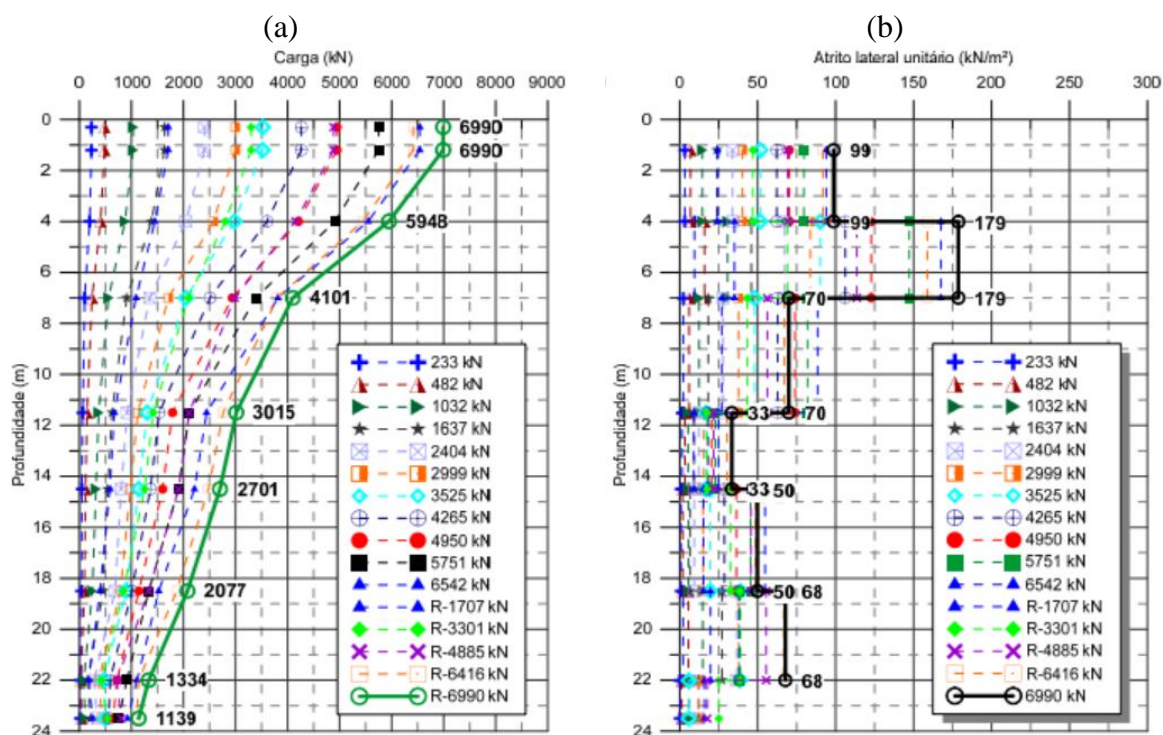 (a)
Carga (kN)
0 1000 2000 3000 4000 5000 6000 7000 8000 9000
Profundidade (m)
0
2
4
6
8
10
12
14
16
18
20
22
24
6990
6990
5948
4101
3015
2701
2077
1334
1139
233 kN
482 kN
1032 kN
1637 kN
2404 kN
2999 kN
3525 kN
4265 kN
4950 kN
5751 kN
6542 kN
R-1707 kN
R-3301 kN
R-4885 kN
R-6416 kN
R-6990 kN
(b)
Atrito lateral unitário (kN/m²)
0 50 100 150 200 250 300
Profundidade (m)
0
2
4
6
8
10
12
14
16
18
20
22
24
99
99 179
70 179
33 70
33 50
50 68
68
233 kN
482 kN
1032 kN
1637 kN
2404 kN
2999 kN
3525 kN
4265 kN
4950 kN
5751 kN
6542 kN
R-1707 kN
R-3301 kN
R-4885 kN
R-6416 kN
6990 kN